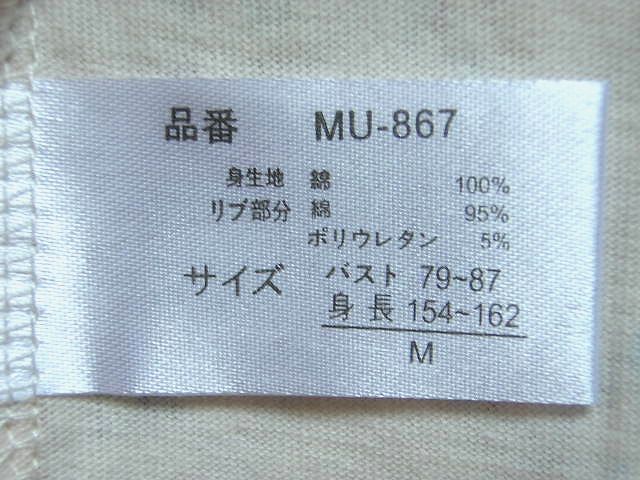 品番 MU-867
身生地 綿 100%
リブ部分 綿 95%
ポリウレタン 5%
サイズ バスト 79~87
身長 154~162
M